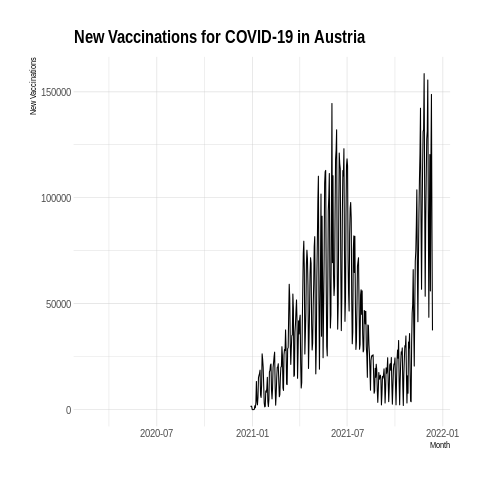 New Vaccinations for COVID-19 in Austria
New Vaccinations
150000
100000
50000
0
2020-07
2021-01
2021-07
2022-01
Month